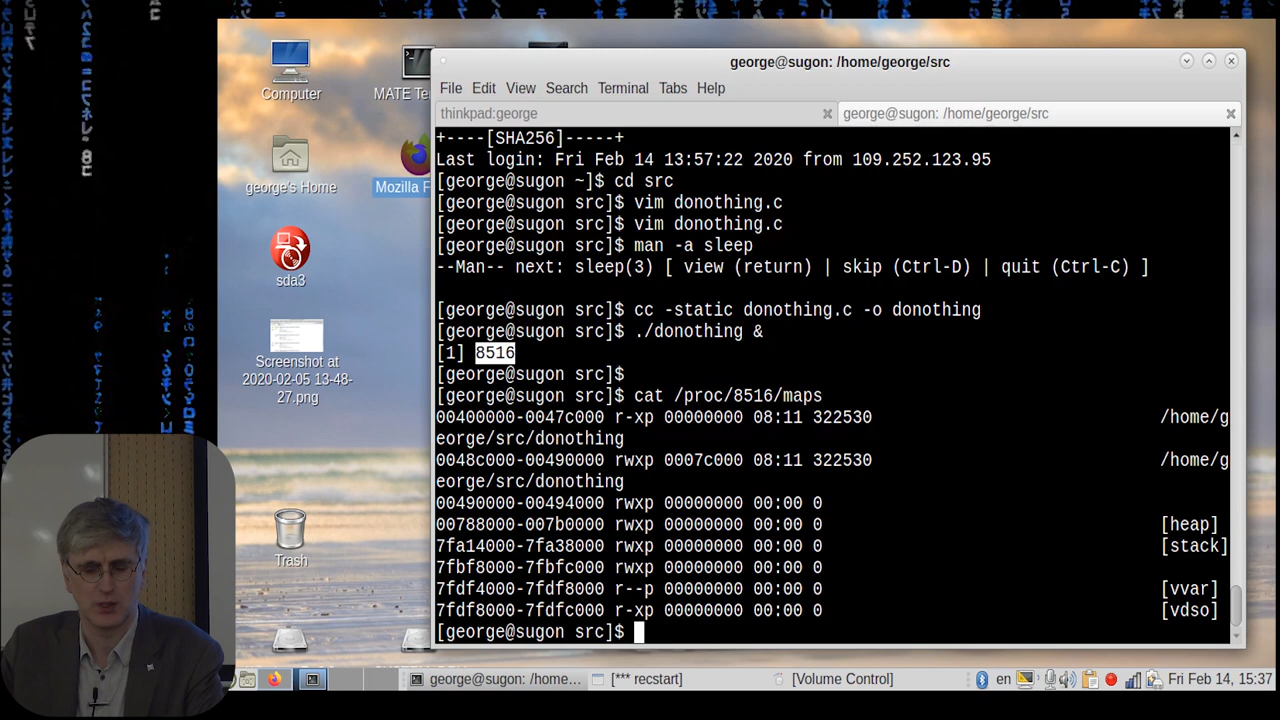 george@sugon: /home/george/src
File Edit View Search Terminal Tabs Help
thinkpad:george
george@sugon: /home/george/src
+----[SHA256]-----+
Last login: Fri Feb 14 13:57:22 2020 from 109.252.123.95
[george@sugon ~]$ cd src
[george@sugon src]$ vim donothing.c
[george@sugon src]$ vim donothing.c
[george@sugon src]$ man -a sleep
--Man-- next: sleep(3) [ view (return) | skip (Ctrl-D) | quit (Ctrl-C) ]
[george@sugon src]$ cc -static donothing.c -o donothing
[george@sugon src]$ ./donothing &
[1] 8516
[george@sugon src]$
[george@sugon src]$ cat /proc/8516/maps
00400000-0047c000 r-xp 00000000 08:11 322530 /home/g
eorge/src/donothing
0048c000-00490000 rwxp 0007c000 08:11 322530 /home/g
eorge/src/donothing
00490000-00494000 rwxp 00000000 00:00 0
00788000-007b0000 rwxp 00000000 00:00 0 [heap]
7fa14000-7fa38000 rwxp 00000000 00:00 0 [stack]
7fbf8000-7fbfc000 rwxp 00000000 00:00 0
7fdf4000-7fdf8000 r--p 00000000 00:00 0 [vvar]
7fdf8000-7fdfc000 r-xp 00000000 00:00 0 [vdso]
[george@sugon src]$
Computer
MATE Te
george's Home
Mozilla F
sda3
Screenshot at
2020-02-05 13-48-
27.png
Trash
george@sugon: /home...
[*** recstart]
[Volume Control]
en
Fri Feb 14, 15:37